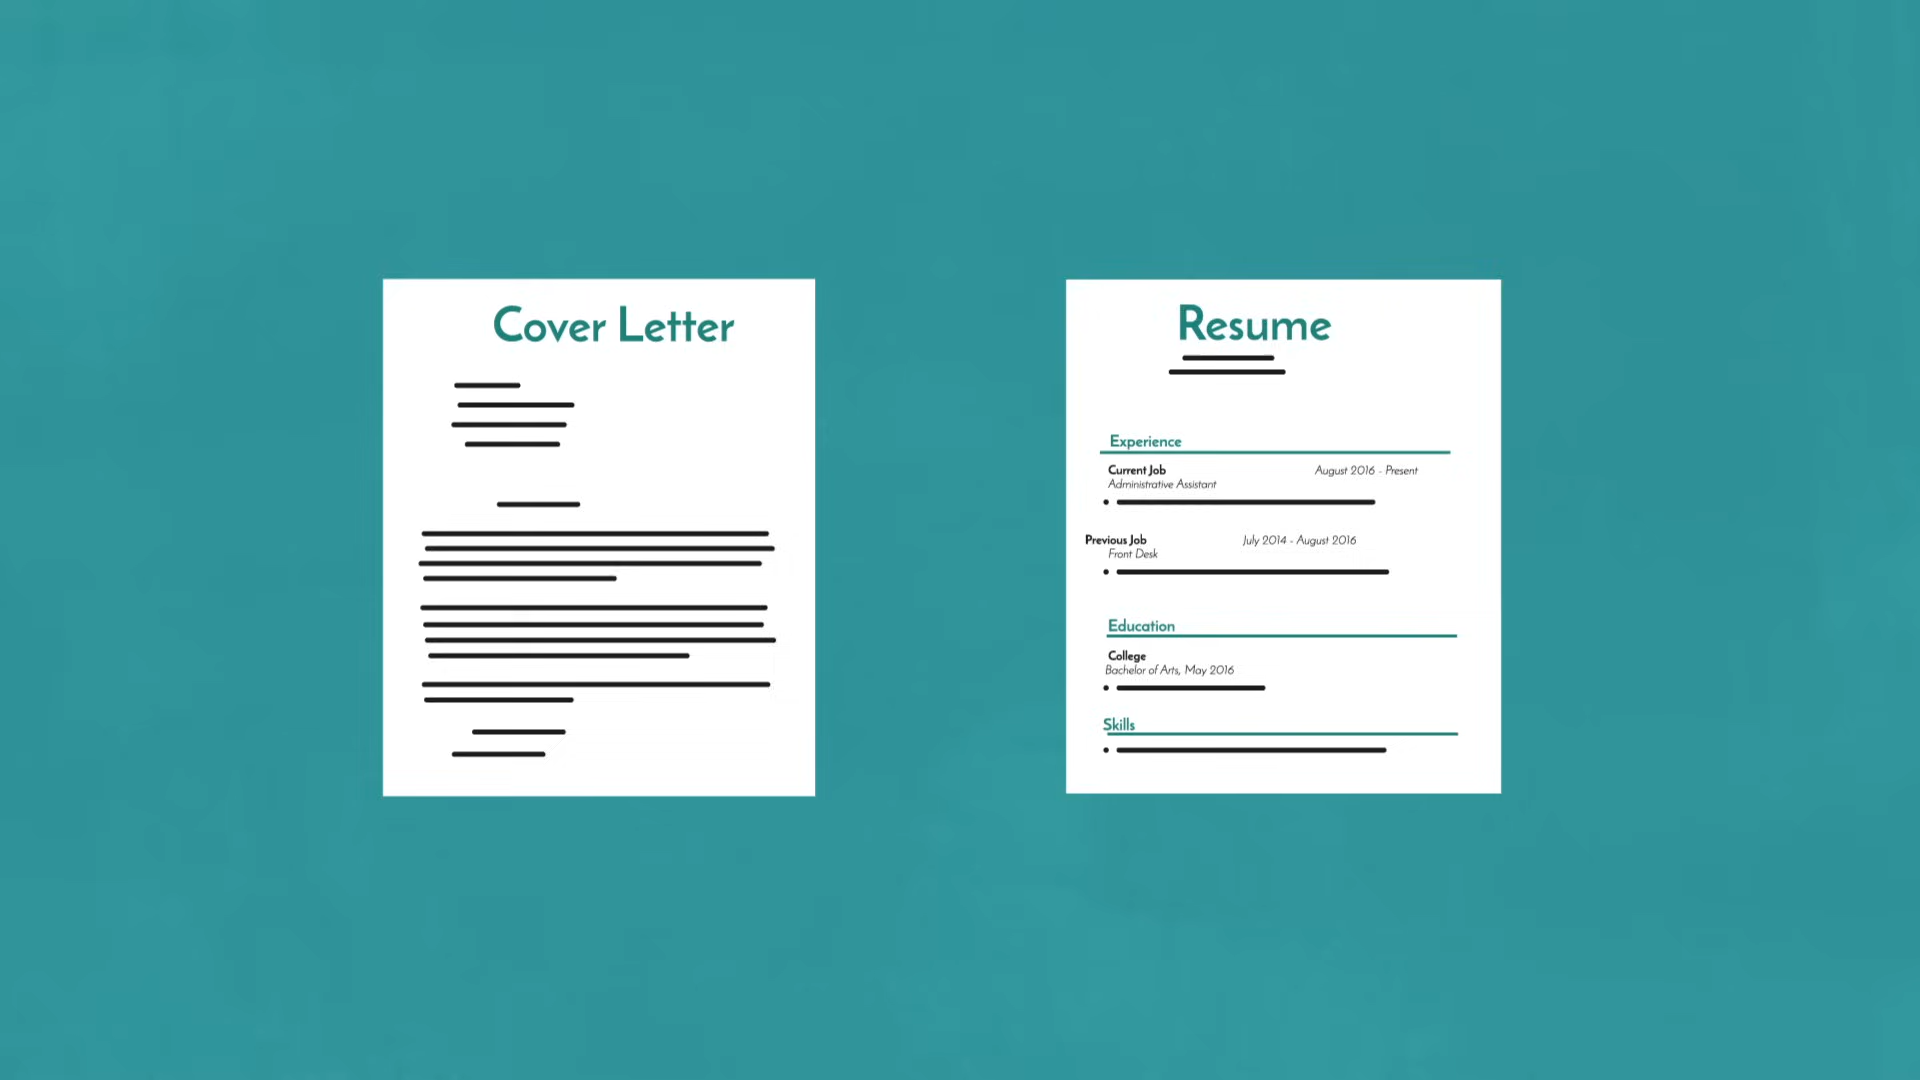 Cover Letter
Resume
Experience
Current Job August 2016 - Present
Administrative Assistant
Previous Job July 2014 - August 2016
Front Desk
Education
College
Bachelor of Arts, May 2016
Skills